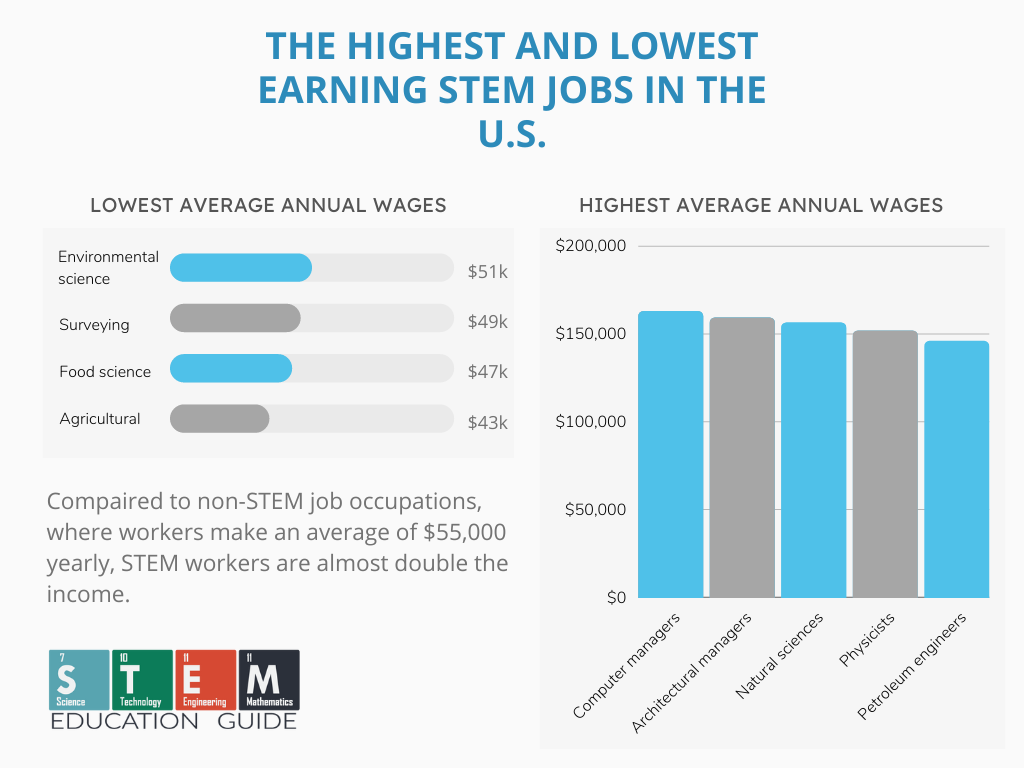 THE HIGHEST AND LOWEST
EARNING STEM JOBS IN THE
U.S.
LOWEST AVERAGE ANNUAL WAGES
Environmental
science
$51k
Surveying
$49k
Food science
$47k
Agricultural
$43k
Compaired to non-STEM job occupations,
where workers make an average of $55,000
yearly, STEM workers are almost double the
income.
7
S
Science
10
T
Technology
11
E
Engineering
11
M
Mathematics
EDUCATION GUIDE
HIGHEST AVERAGE ANNUAL WAGES
$200,000
$150,000
$100,000
$50,000
$0
Computer managers
Architectural managers
Natural sciences
Physicists
Petroleum engineers